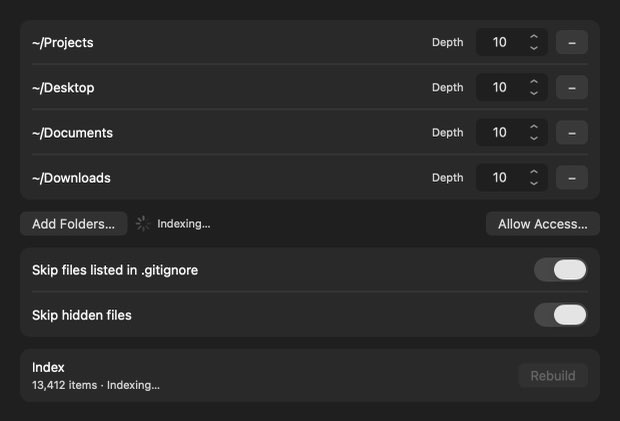 ~/Projects Depth 10 –
~/Desktop Depth 10 –
~/Documents Depth 10 –
~/Downloads Depth 10 –
Add Folders... Indexing... Allow Access...
Skip files listed in .gitignore
Skip hidden files
Index
13,412 items · Indexing... Rebuild